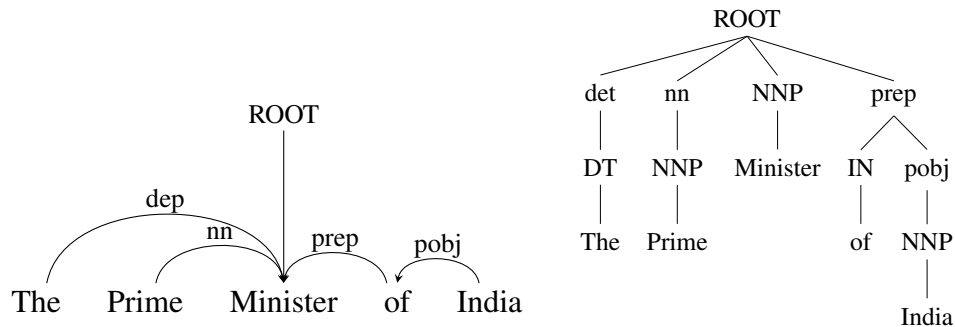 ROOT
dep
nn
prep
pobj
The Prime Minister of India
ROOT
det nn NNP prep
DT NNP Minister IN pobj
The Prime of NNP
India